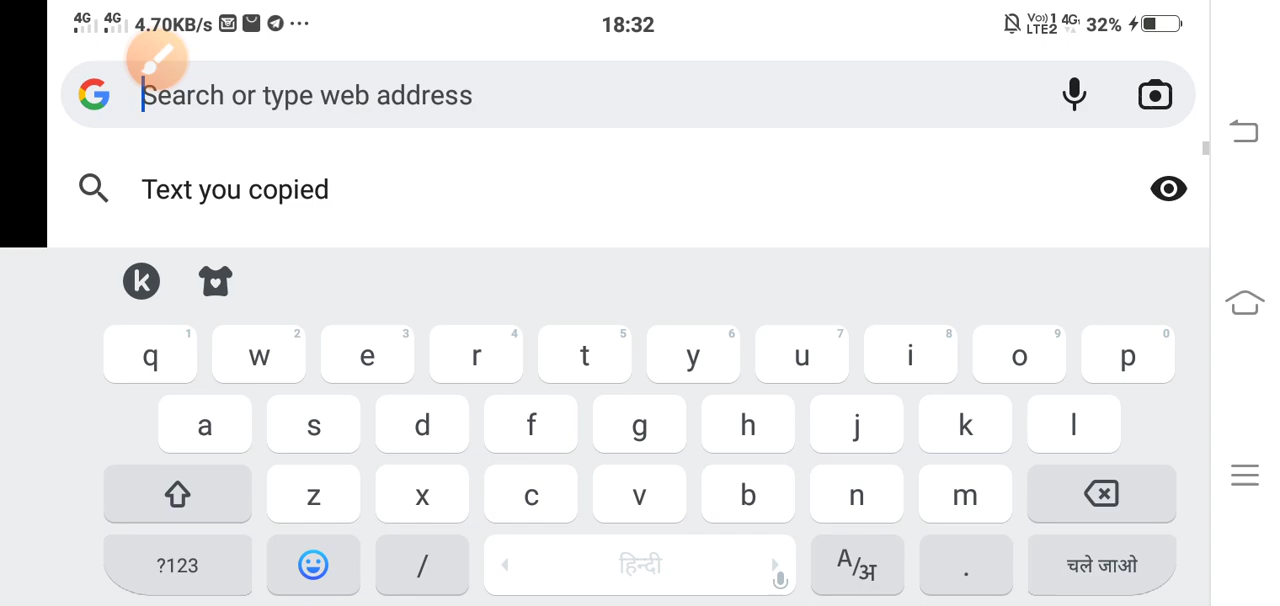 4G 4G 4.70KB/s 18:32 Vo)) 1 LTE2 4G 32%
Search or type web address
Text you copied
k
q 1 w 2 e 3 r 4 t 5 y 6 u 7 i 8 o 9 p 0
a s d f g h j k l
z x c v b n m
?123 / हिन्दी A/अ . चले जाओ